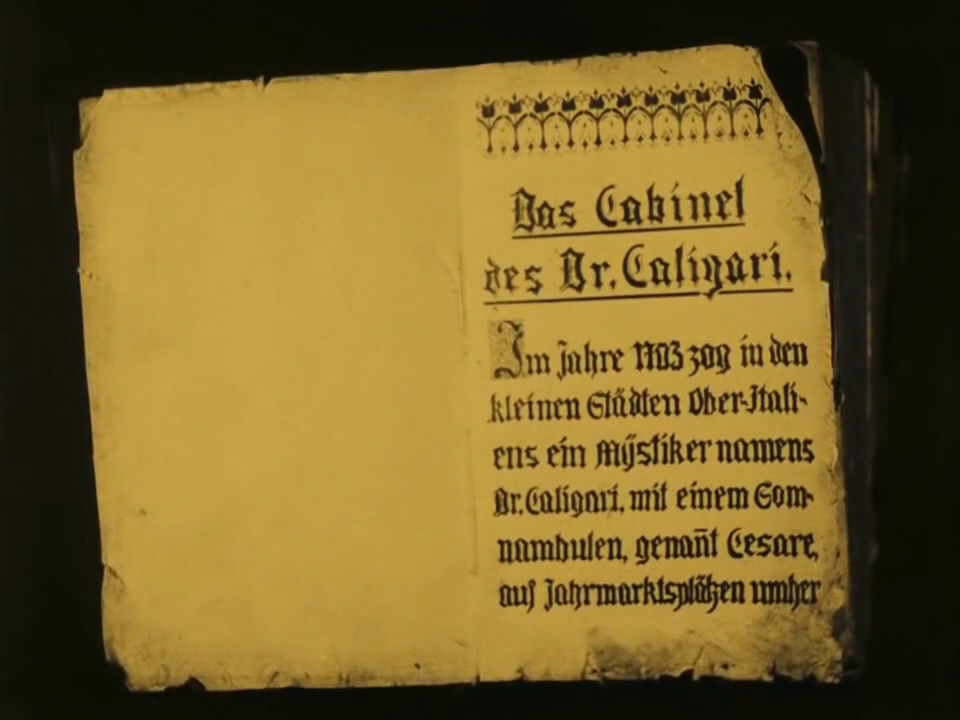 Das Cabinet
des Dr. Caligari.
Im Jahre 1703 zog in den
kleinen Städten Ober-Itali-
ens ein Mÿstiker namens
Dr. Caligari, mit einem Som-
nambulen, genañt Cesare,
auf Jahrmarktsplätzen umher